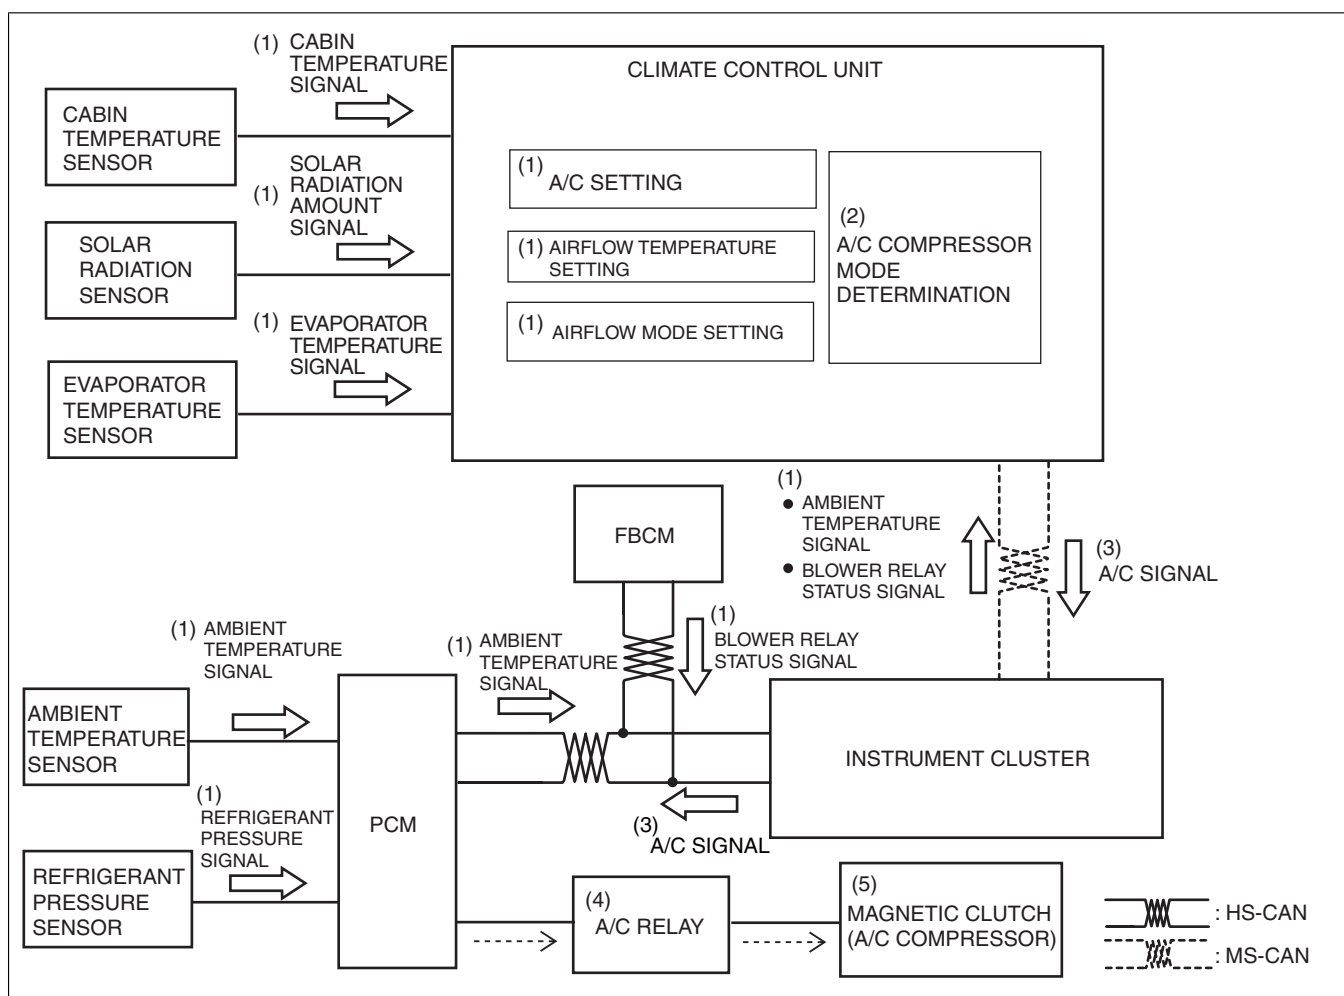 (1) CABIN
TEMPERATURE
SIGNAL
CLIMATE CONTROL UNIT
CABIN
TEMPERATURE
SENSOR
(1) SOLAR
RADIATION
AMOUNT
SIGNAL
(1) A/C SETTING
(1) AIRFLOW TEMPERATURE
SETTING
(1) AIRFLOW MODE SETTING
(2)
A/C COMPRESSOR
MODE
DETERMINATION
SOLAR
RADIATION
SENSOR
(1) EVAPORATOR
TEMPERATURE
SIGNAL
EVAPORATOR
TEMPERATURE
SENSOR
FBCM
(1)
● AMBIENT
TEMPERATURE
SIGNAL
● BLOWER RELAY
STATUS SIGNAL
(3)
A/C SIGNAL
(1) AMBIENT
TEMPERATURE
SIGNAL
(1) AMBIENT
TEMPERATURE
SIGNAL
(1)
BLOWER RELAY
STATUS SIGNAL
AMBIENT
TEMPERATURE
SENSOR
INSTRUMENT CLUSTER
(1)
REFRIGERANT
PRESSURE
SIGNAL
PCM
(3)
A/C SIGNAL
REFRIGERANT
PRESSURE
SENSOR
(4)
A/C RELAY
(5)
MAGNETIC CLUTCH
(A/C COMPRESSOR)
: HS-CAN
: MS-CAN